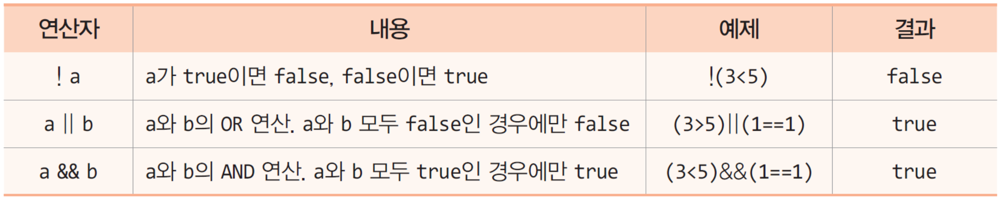 연산자 내용 예제 결과
! a a가 true이면 false, false이면 true !(3<5) false
a || b a와 b의 OR 연산. a와 b 모두 false인 경우에만 false (3>5)||(1==1) true
a && b a와 b의 AND 연산. a와 b 모두 true인 경우에만 true (3<5)&&(1==1) true